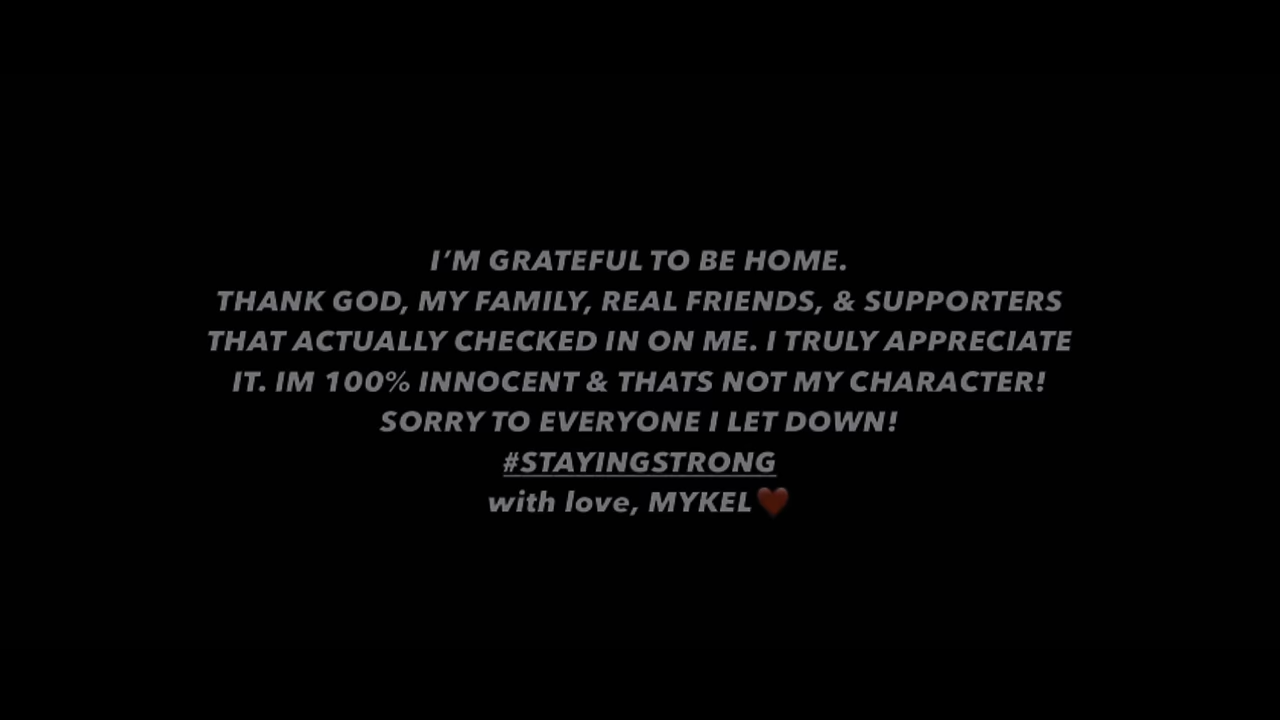 I’M GRATEFUL TO BE HOME.
THANK GOD, MY FAMILY, REAL FRIENDS, & SUPPORTERS
THAT ACTUALLY CHECKED IN ON ME. I TRULY APPRECIATE
IT. IM 100% INNOCENT & THATS NOT MY CHARACTER!
SORRY TO EVERYONE I LET DOWN!
#STAYINGSTRONG
with love, MYKEL❤️